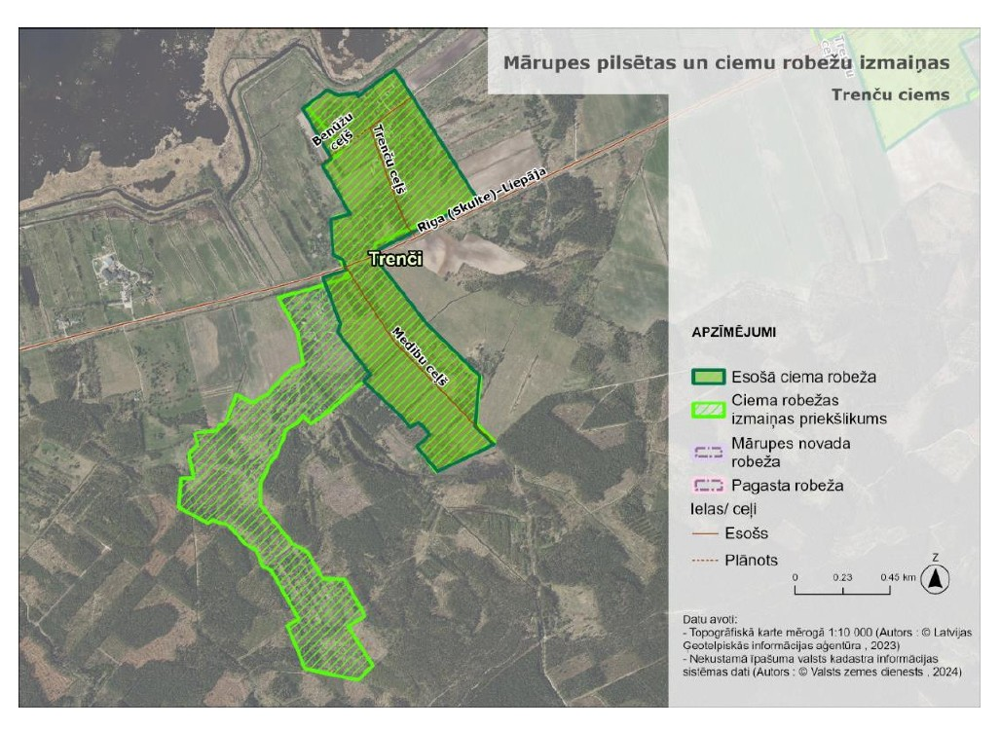 Mārupes pilsētas un ciemu robežu izmaiņas
Trenču ciems
Trenču
ceļš
Beņūžu
ceļš
Trenču ceļš
Rīga (Skulte)–Liepāja
Trenči
Medību ceļš
APZĪMĒJUMI
Esošā ciema robeža
Ciema robežas
izmaiņas priekšlikums
Mārupes novada
robeža
Pagasta robeža
Ielas/ ceļi
Esošs
Plānots
0 0.23 0.45 km
Z
Datu avoti:
- Topogrāfiskā karte mērogā 1:10 000 (Autors : © Latvijas
Ģeotelpiskās informācijas aģentūra , 2023)
- Nekustamā īpašuma valsts kadastra informācijas
sistēmas dati (Autors : © Valsts zemes dienests , 2024)